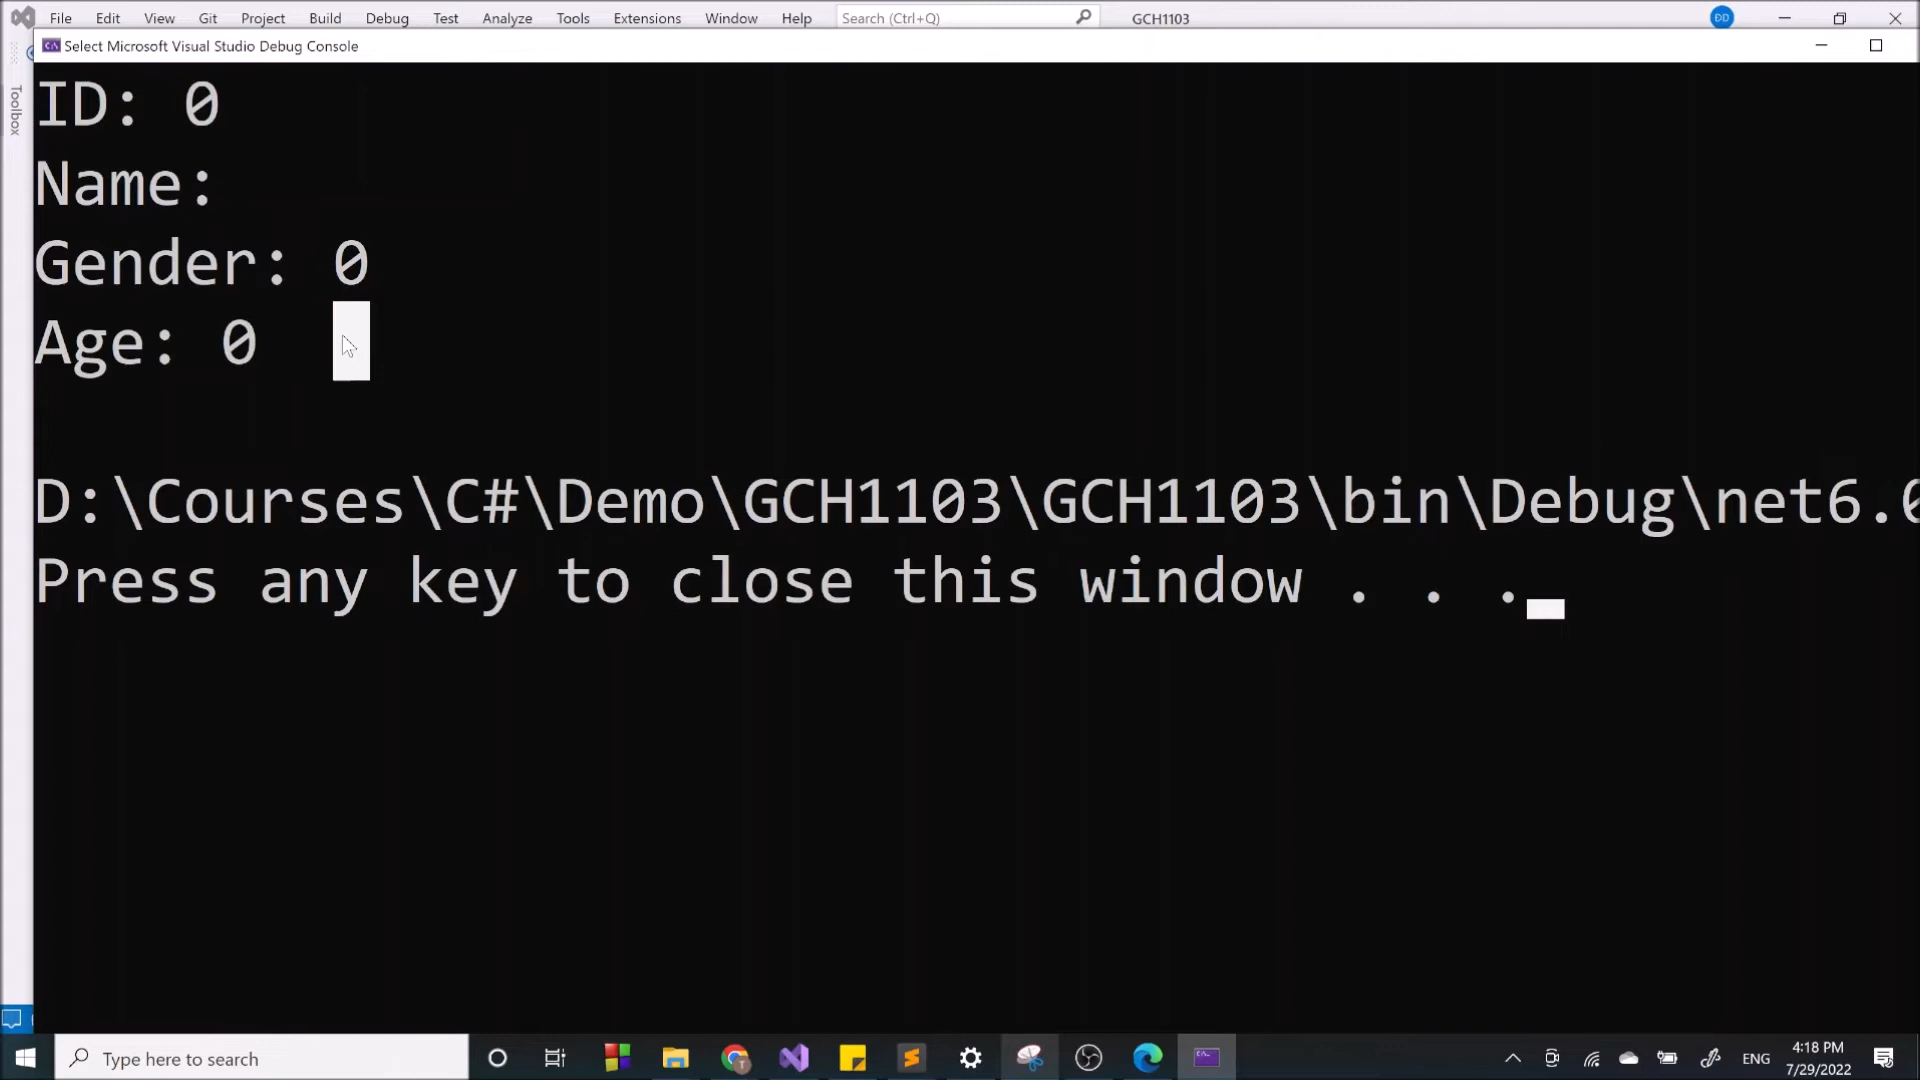 File Edit View Git Project Build Debug Test Analyze Tools Extensions Window Help Search (Ctrl+Q) GCH1103 ĐD
Select Microsoft Visual Studio Debug Console
Toolbox
ID: 0
Name:
Gender: 0
Age: 0
D:\Courses\C#\Demo\GCH1103\GCH1103\bin\Debug\net6.0
Press any key to close this window . . .
Type here to search
ENG
4:18 PM
7/29/2022